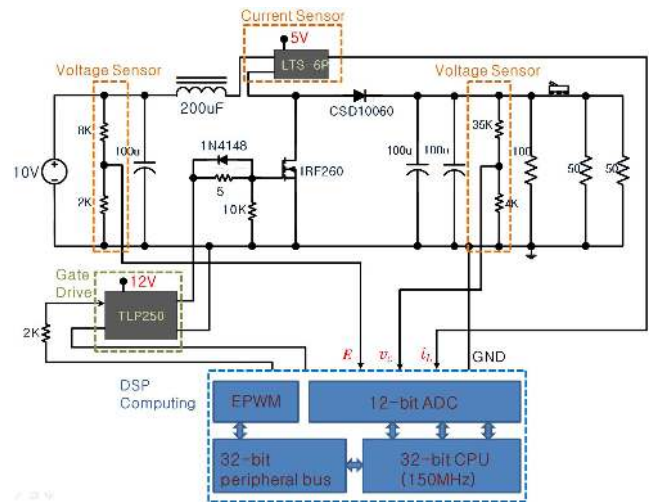 Current Sensor
5V
LTS-6P
Voltage Sensor
200uF
CSD10060
Voltage Sensor
8K
100u
1N4148
IRF260
35K
100u
100u
100
50
50
10V
2K
5
10K
4K
Gate
Drive
12V
TLP250
2K
E
GND
DSP
Computing
EPWM
12-bit ADC
32-bit
peripheral bus
32-bit CPU
(150MHz)